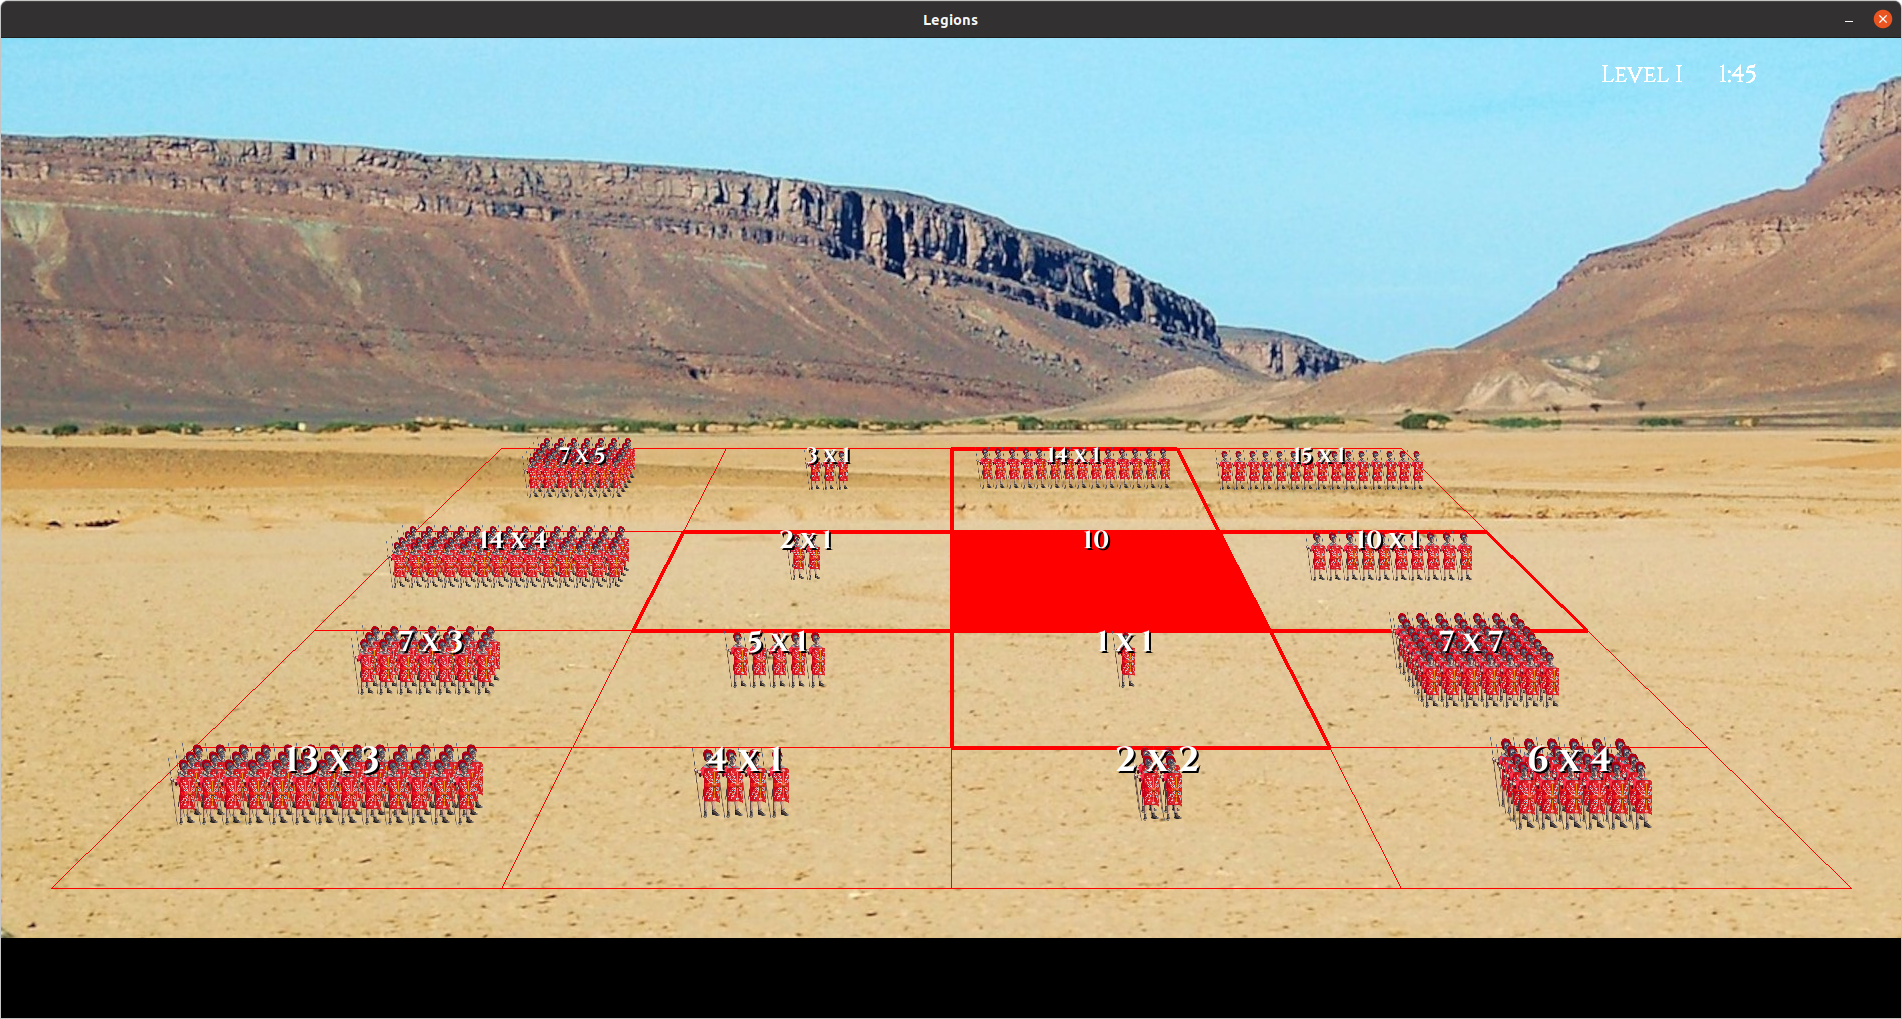 Legions
LEVEL I 1:45
7 x 5 3 x 1 14 x 1 15 x 1
14 x 4 2 x 1 10 10 x 1
7 x 3 5 x 1 1 x 1 7 x 7
13 x 3 4 x 1 2 x 2 6 x 4